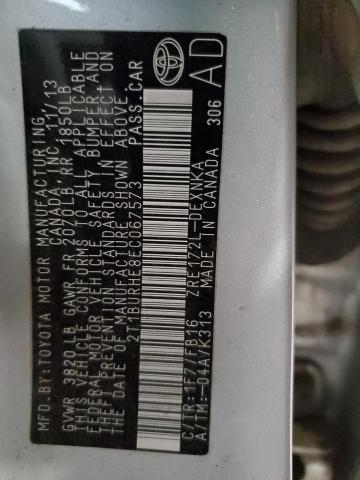 MFD.BY:TOYOTA MOTOR MANUFACTURING,
CANADA, INC. 11/13
GVWR 3820 LB GAWR FR 2070LB RR 1850LB
THIS VEHICLE CONFORMS TO ALL APPLICABLE
FEDERAL MOTOR VEHICLE SAFETY BUMPER, AND
THEFT PREVENTION STANDARDS IN EFFECT ON
THE DATE OF MANUFACTURE SHOWN ABOVE.
2T1BURHE8EC067573 PASS. CAR
AD
C/TR:1F7/FB16 ZRE172L-DEXNKA
A/TM:-04A/K313 MADE IN CANADA 306